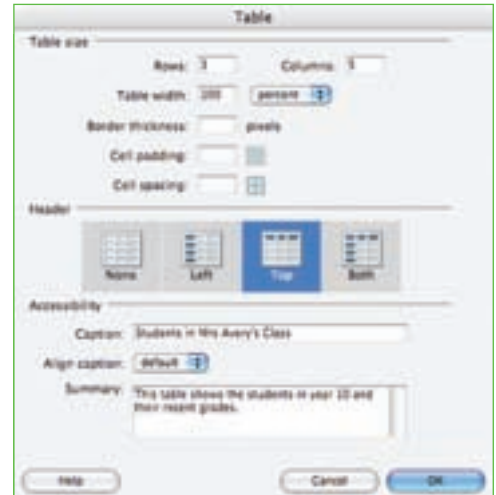 Table
Table size
Rows: 3 Columns: 5
Table width: 100 percent
Border thickness: pixels
Cell padding:
Cell spacing:
Header
None Left Top Both
Accessibility
Caption: Students in Mrs Avery's Class
Align caption: default
Summary: This table shows the students in year 10 and
their recent grades.
Help Cancel OK